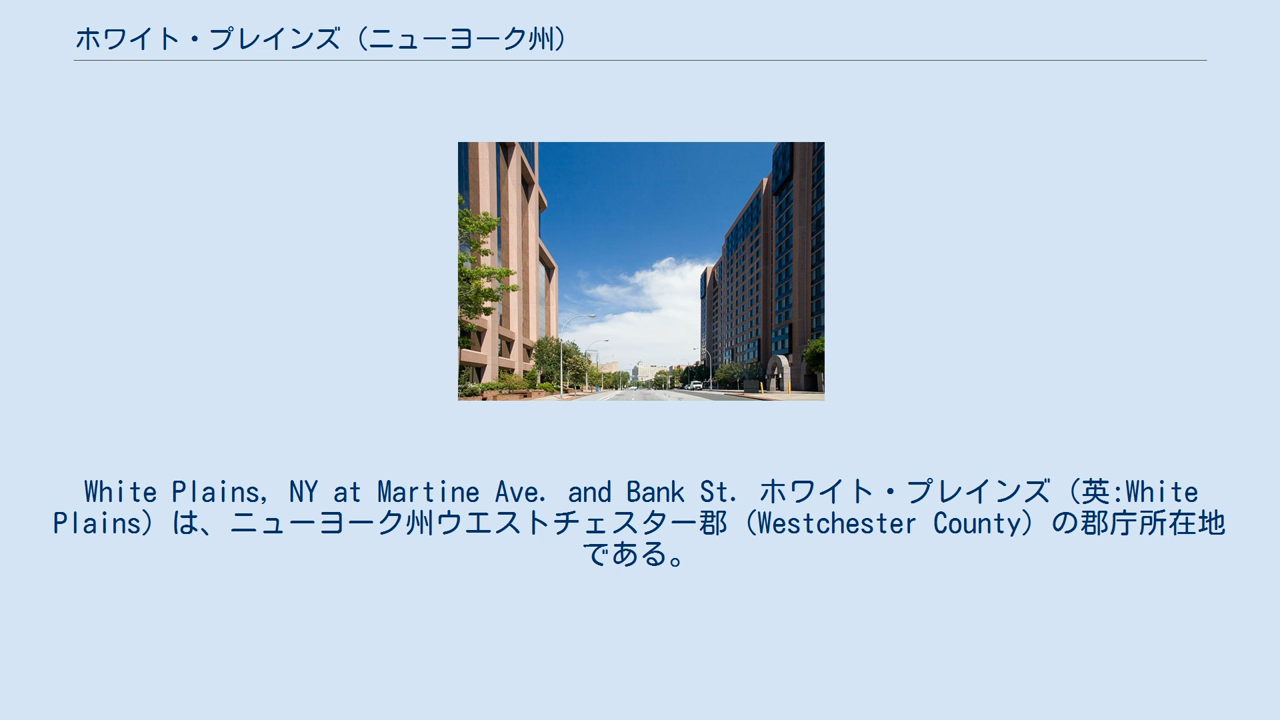 ホワイト・プレインズ（ニューヨーク州）
White Plains, NY at Martine Ave. and Bank St. ホワイト・プレインズ（英:White
Plains）は、ニューヨーク州ウエストチェスター郡（Westchester County）の郡庁所在地
である。